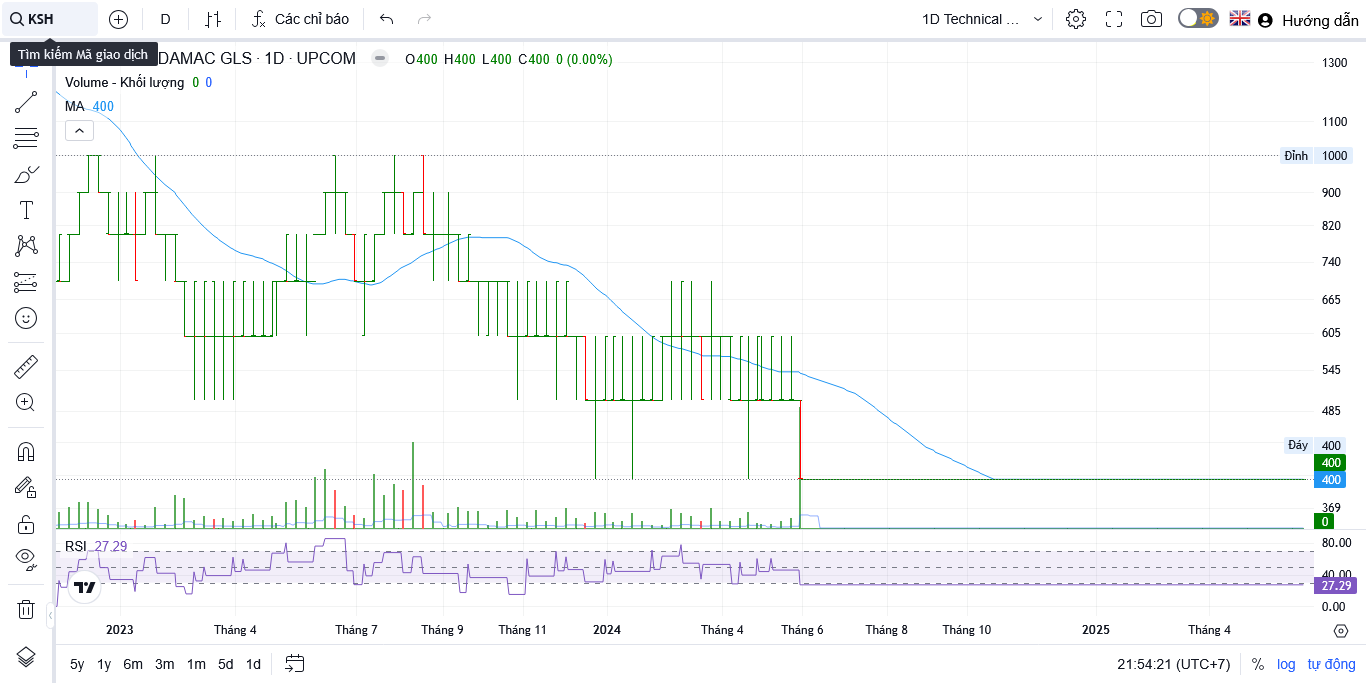 KSH
D
Các chỉ báo
1D Technical ...
Hướng dẫn
Tìm kiếm Mã giao dịch
DAMAC GLS · 1D · UPCOM
O400 H400 L400 C400 0 (0.00%)
Volume - Khối lượng 0 0
MA 400
1300
1100
Đỉnh 1000
900
820
740
665
605
545
485
Đáy 400
400
400
369
0
RSI 27.29
80.00
40.00
27.29
0.00
2023 Tháng 4 Tháng 7 Tháng 9 Tháng 11 2024 Tháng 4 Tháng 6 Tháng 8 Tháng 10 2025 Tháng 4
5y 1y 6m 3m 1m 5d 1d
21:54:21 (UTC+7) % log tự động